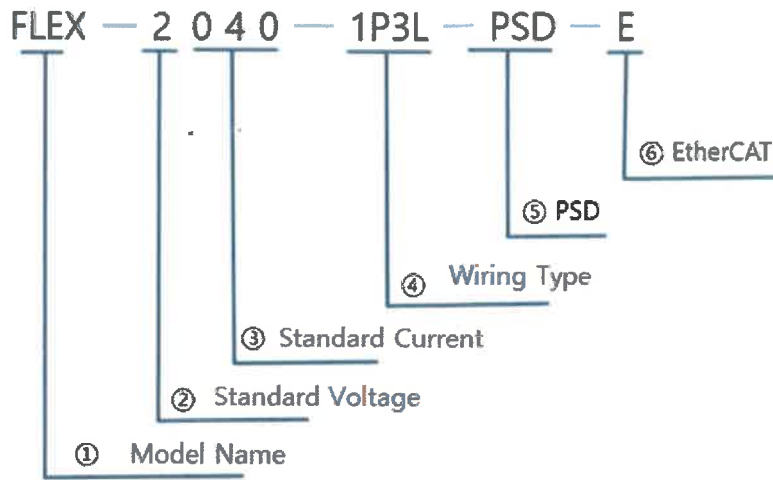 FLEX — 2 0 4 0 — 1P3L — PSD — E
⑥ EtherCAT
⑤ PSD
④ Wiring Type
③ Standard Current
② Standard Voltage
① Model Name